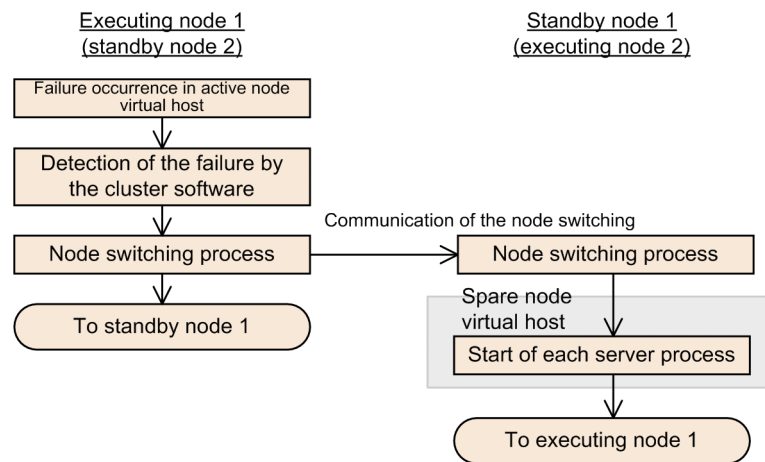 Executing node 1
(standby node 2)
Standby node 1
(executing node 2)
Failure occurrence in active node
virtual host
Detection of the failure by
the cluster software
Communication of the node switching
Node switching process
Node switching process
Spare node
virtual host
To standby node 1
Start of each server process
To executing node 1